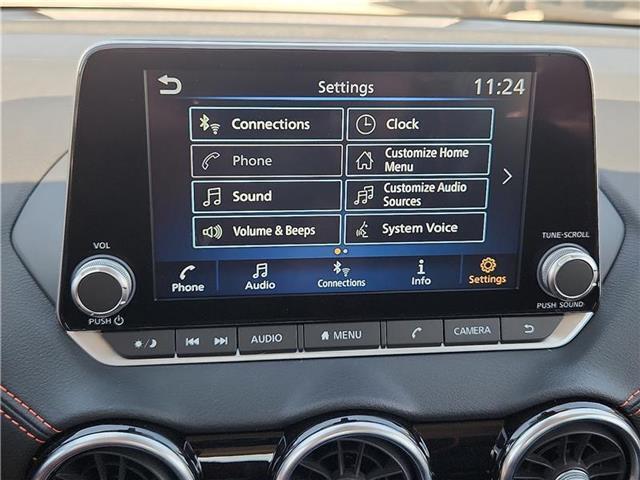 Settings
11:24
Connections
Clock
Phone
Customize Home
Menu
Sound
Customize Audio
Sources
Volume & Beeps
System Voice
Phone
Audio
Connections
Info
Settings
VOL
PUSH
TUNE·SCROLL
PUSH SOUND
AUDIO
MENU
CAMERA